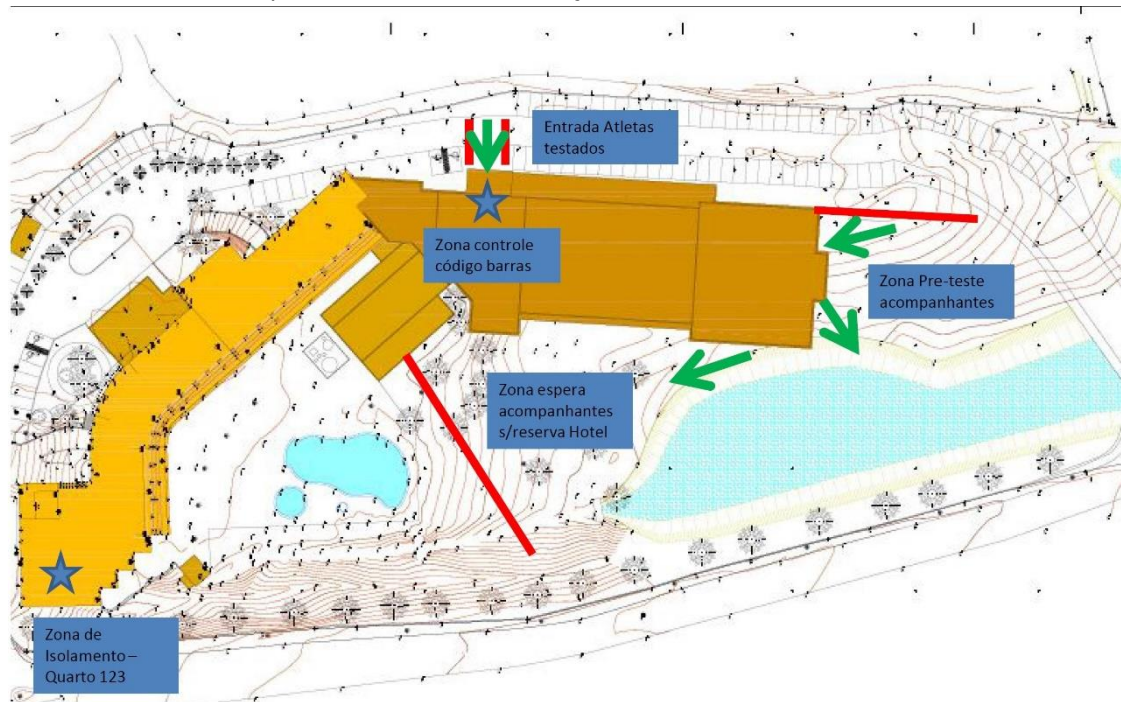 Entrada Atletas
testados
Zona controle
código barras
Zona Pre-teste
acompanhantes
Zona espera
acompanhantes
s/reserva Hotel
Zona de
Isolamento –
Quarto 123